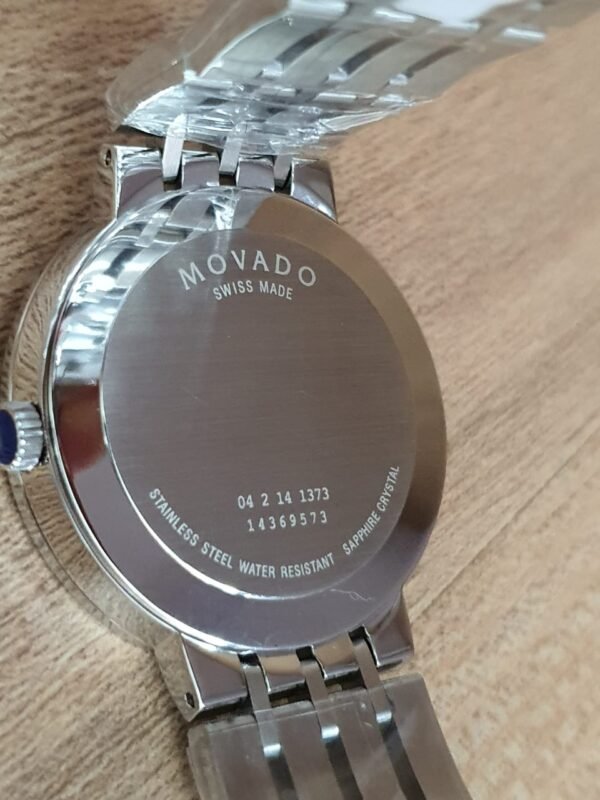 MOVADO
SWISS MADE
04 2 14 1373
14369573
STAINLESS STEEL WATER RESISTANT SAPPHIRE CRYSTAL